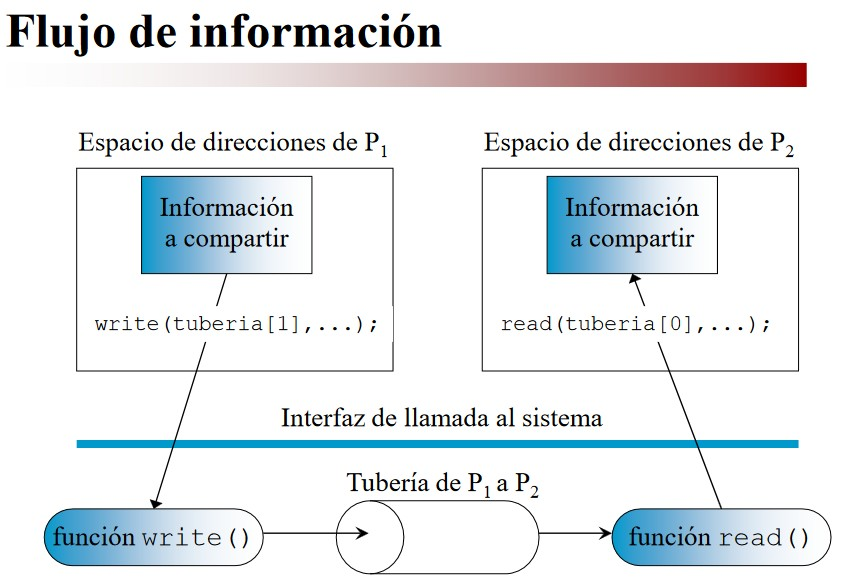 Flujo de información
Espacio de direcciones de P1
Espacio de direcciones de P2
Información
a compartir
Información
a compartir
write(tuberia[1],...);
read(tuberia[0],...);
Interfaz de llamada al sistema
Tubería de P1 a P2
función write()
función read()